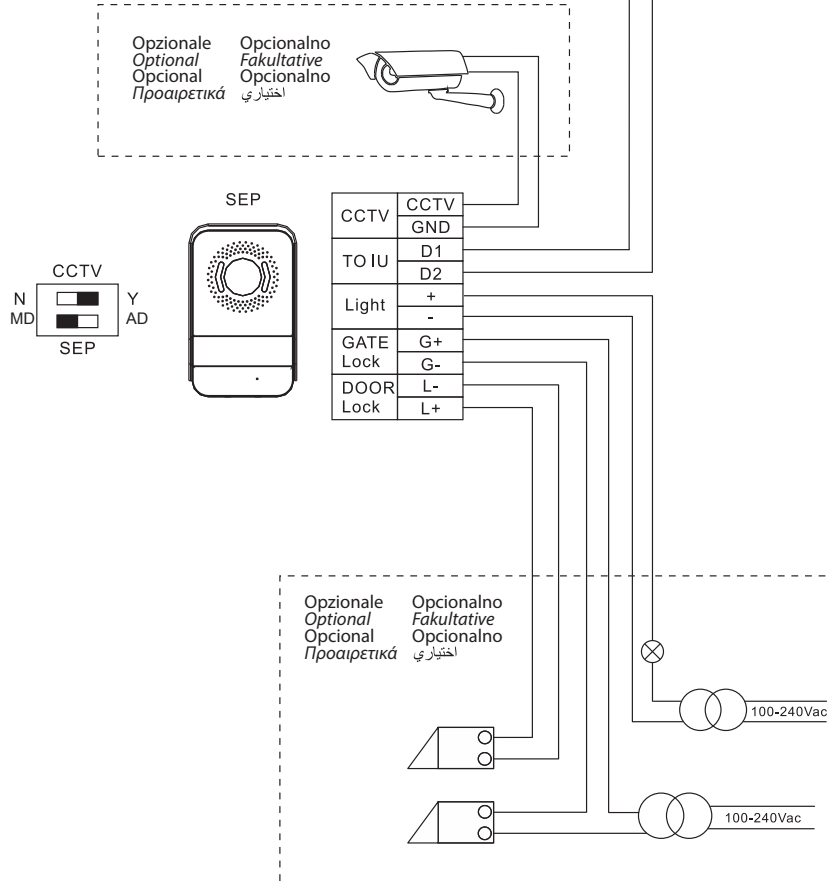 Opzionale Opcionalno
Optional Fakultative
Opcional Opcionalno
Προαιρετικά اختياري
SEP
CCTV
N Y
MD AD
SEP
CCTV CCTV
GND
TO IU D1
D2
Light +
-
GATE Lock G+
G-
DOOR Lock L-
L+
Opzionale Opcionalno
Optional Fakultative
Opcional Opcionalno
Προαιρετικά اختياري
100-240Vac
100-240Vac